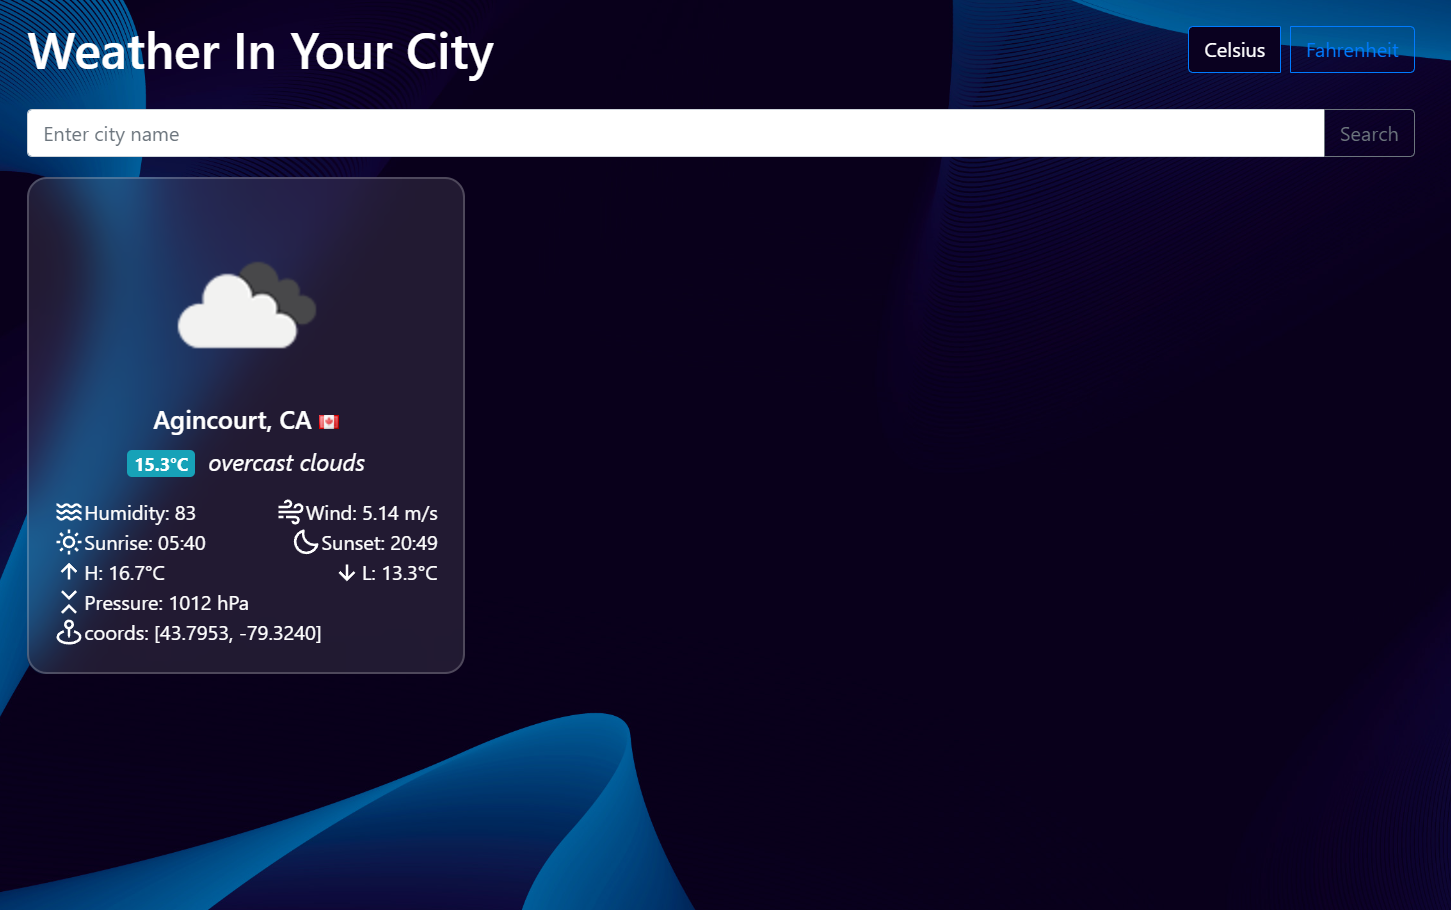 Weather In Your City
Celsius
Fahrenheit
Enter city name
Search
Agincourt, CA 🇨🇦
15.3°C overcast clouds
Humidity: 83
Wind: 5.14 m/s
Sunrise: 05:40
Sunset: 20:49
H: 16.7°C
L: 13.3°C
Pressure: 1012 hPa
coords: [43.7953, -79.3240]